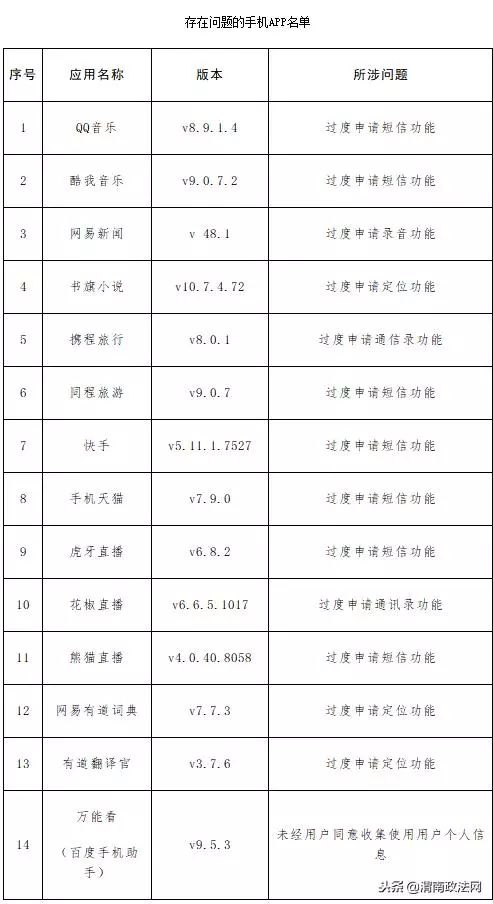 存在问题的手机APP名单
序号 应用名称 版本 所涉问题
1 QQ音乐 v8.9.1.4 过度申请短信功能
2 酷我音乐 v9.0.7.2 过度申请短信功能
3 网易新闻 v 48.1 过度申请录音功能
4 书旗小说 v10.7.4.72 过度申请定位功能
5 携程旅行 v8.0.1 过度申请通信录功能
6 同程旅游 v9.0.7 过度申请短信功能
7 快手 v5.11.1.7527 过度申请短信功能
8 手机天猫 v7.9.0 过度申请短信功能
9 虎牙直播 v6.8.2 过度申请短信功能
10 花椒直播 v6.6.5.1017 过度申请通讯录功能
11 熊猫直播 v4.0.40.8058 过度申请短信功能
12 网易有道词典 v7.7.3 过度申请定位功能
13 有道翻译官 v3.7.6 过度申请定位功能
万能看
14 （百度手机助 v9.5.3 未经用户同意收集使用用户个人信
手） 息
头条@渭南政法网